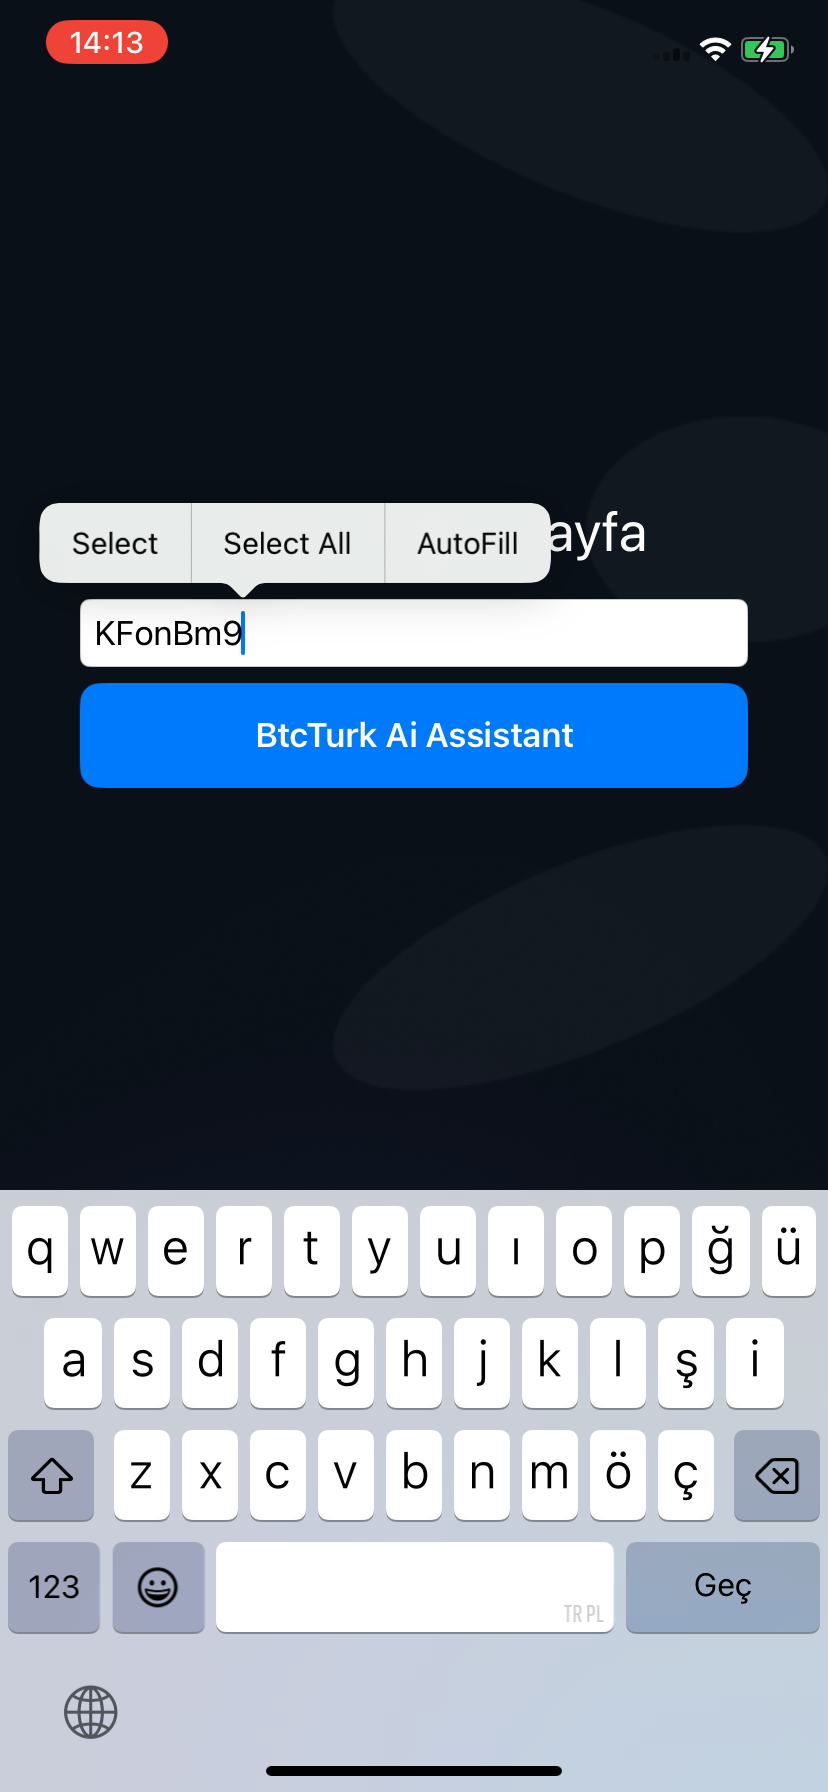 14:13
Select Select All AutoFill
ayfa
KFonBm9
BtcTurk Ai Assistant
q w e r t y u ı o p ğ ü
a s d f g h j k l ş i
z x c v b n m ö ç
123 Geç
TR PL